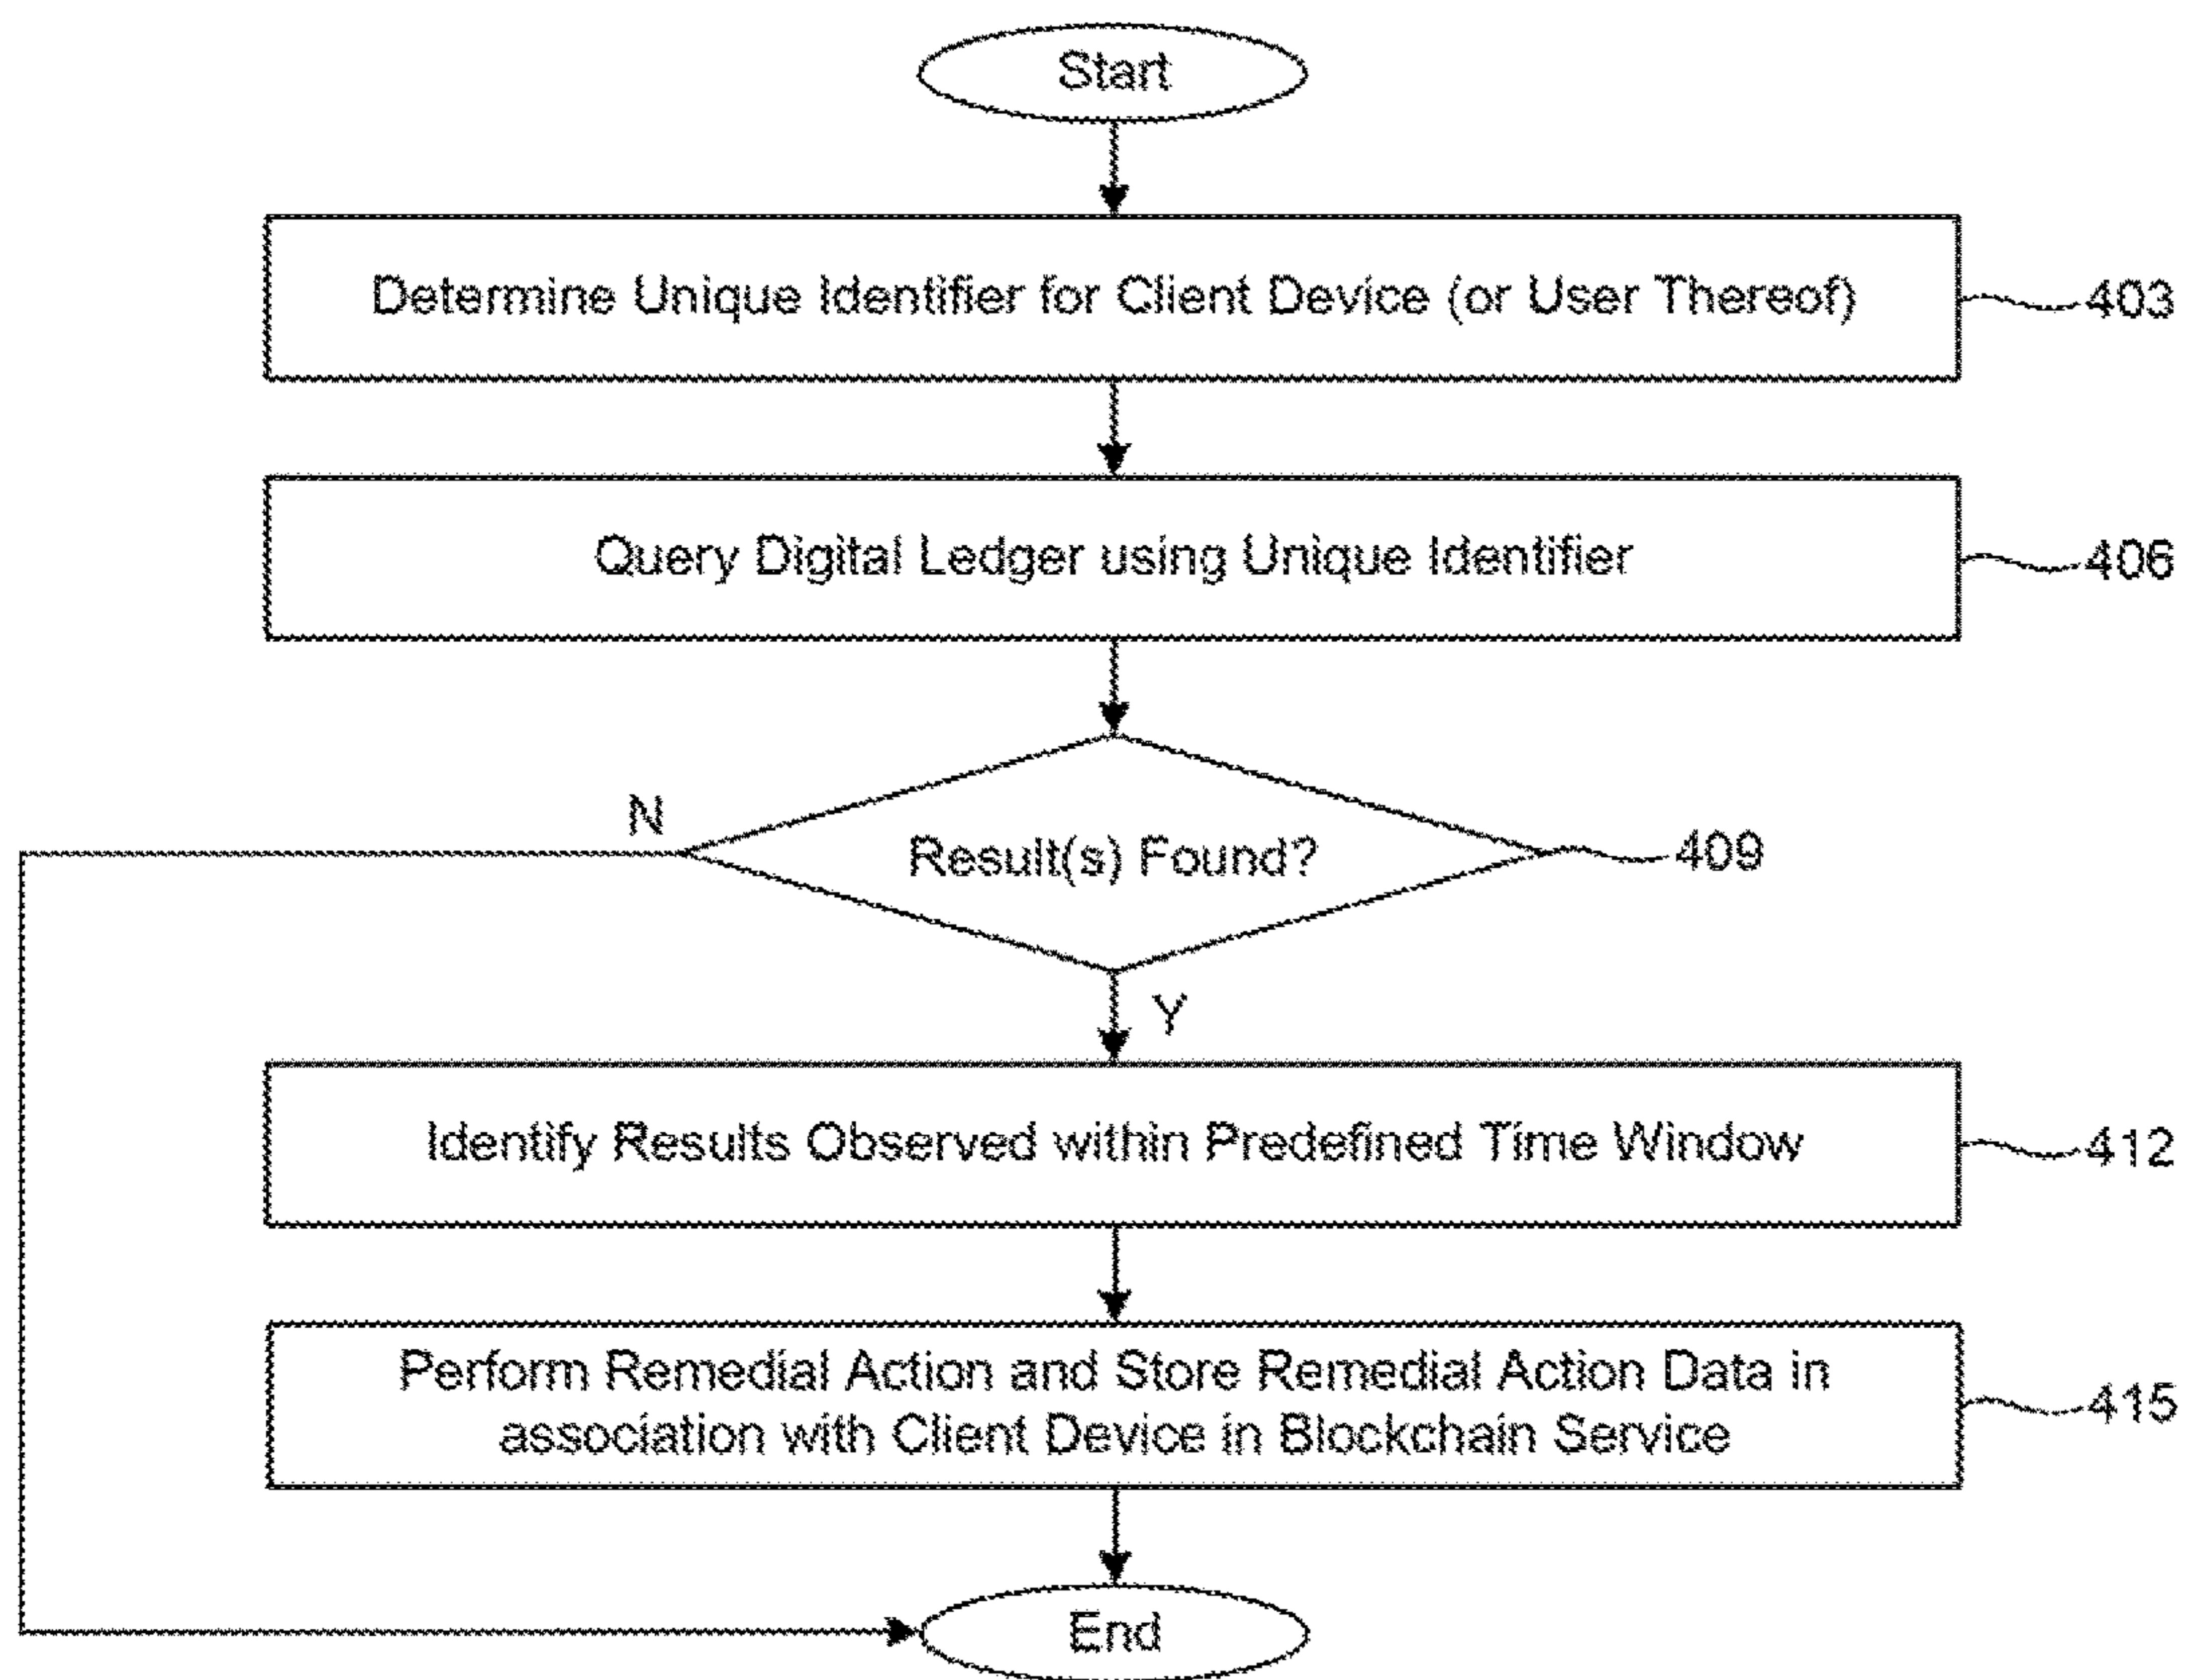 Start
Determine Unique Identifier for Client Device (or User Thereof)
403
Query Digital Ledger using Unique Identifier
406
N
Result(s) Found?
409
Y
Identify Results Observed within Predefined Time Window
412
Perform Remedial Action and Store Remedial Action Data in
association with Client Device in Blockchain Service
415
End